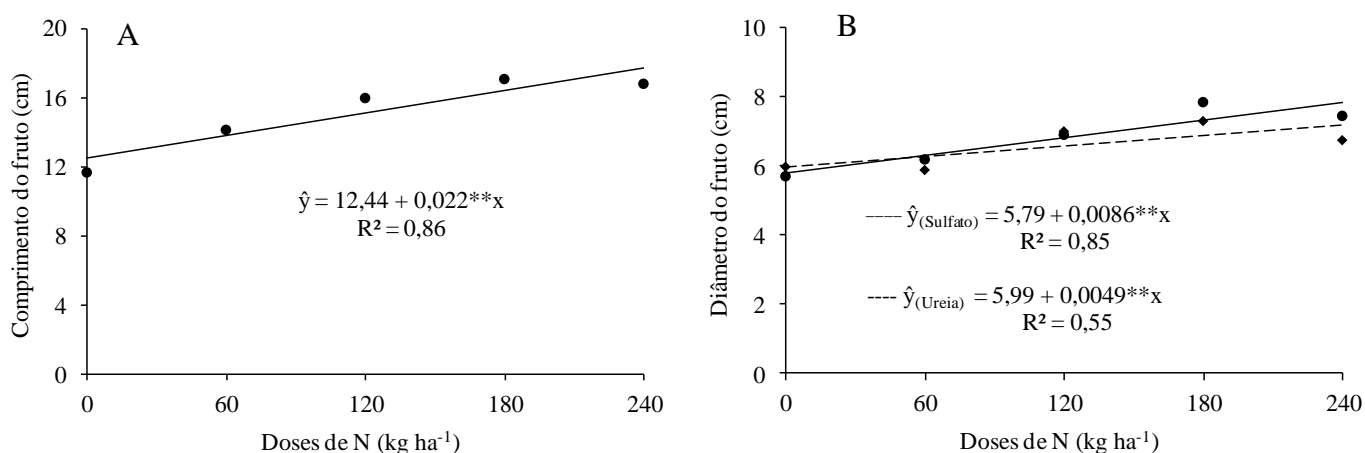 A
Comprimento do fruto (cm)
20
16
12
8
4
0
ŷ = 12,44 + 0,022**x
R² = 0,86
0 60 120 180 240
Doses de N (kg ha⁻¹)
B
Diâmetro do fruto (cm)
10
8
6
4
2
0
ŷ(Sulfato) = 5,79 + 0,0086**x
R² = 0,85
ŷ(Ureia) = 5,99 + 0,0049**x
R² = 0,55
0 60 120 180 240
Doses de N (kg ha⁻¹)